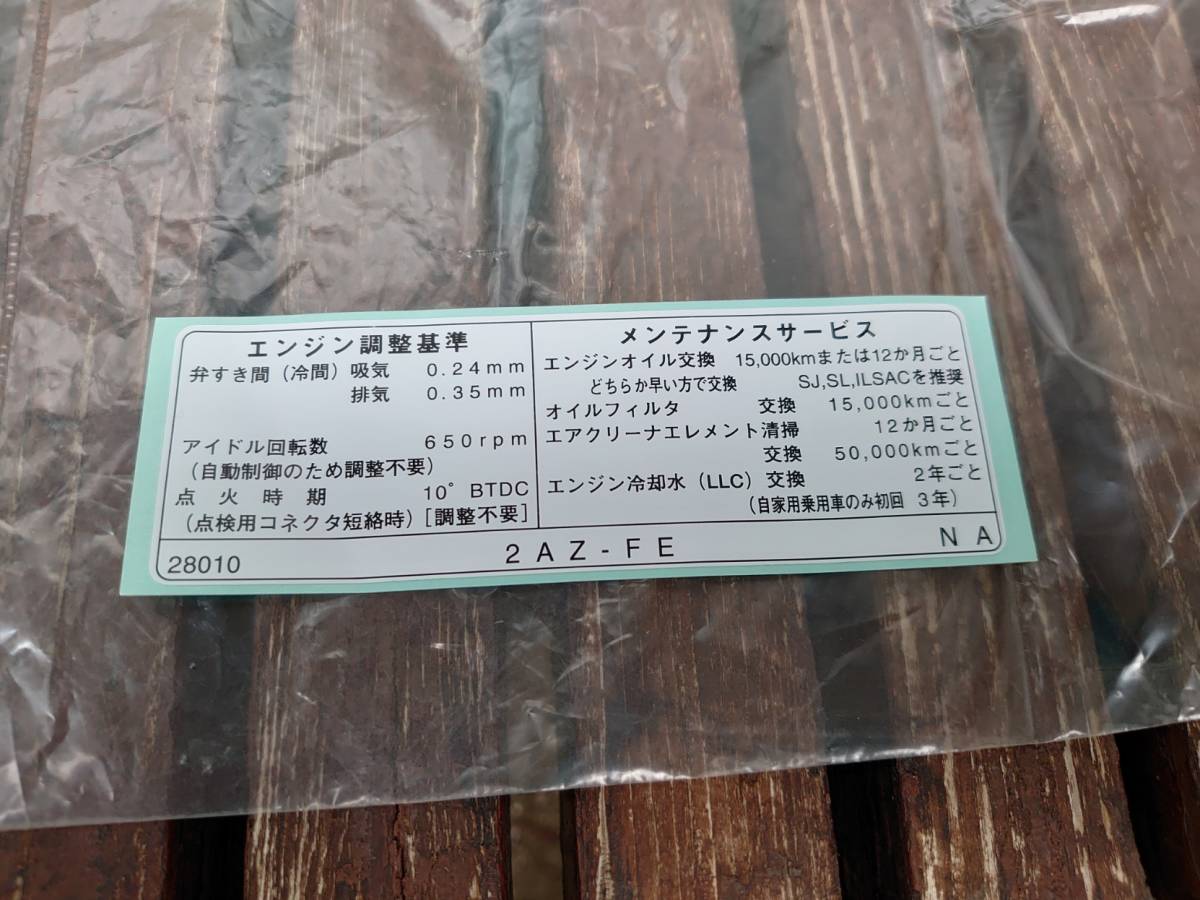 エンジン調整基準
弁すき間（冷間）吸気 0.24mm
排気 0.35mm
アイドル回転数 650rpm
（自動制御のため調整不要）
点火時期 10°BTDC
（点検用コネクタ短絡時）[調整不要]
メンテナンスサービス
エンジンオイル交換 15,000kmまたは12か月ごと
どちらか早い方で交換 SJ,SL,ILSACを推奨
オイルフィルタ 交換 15,000kmごと
エアクリーナエレメント清掃 12か月ごと
交換 50,000kmごと
エンジン冷却水（LLC）交換 2年ごと
（自家用乗用車のみ初回 3年）
28010 2AZ-FE NA